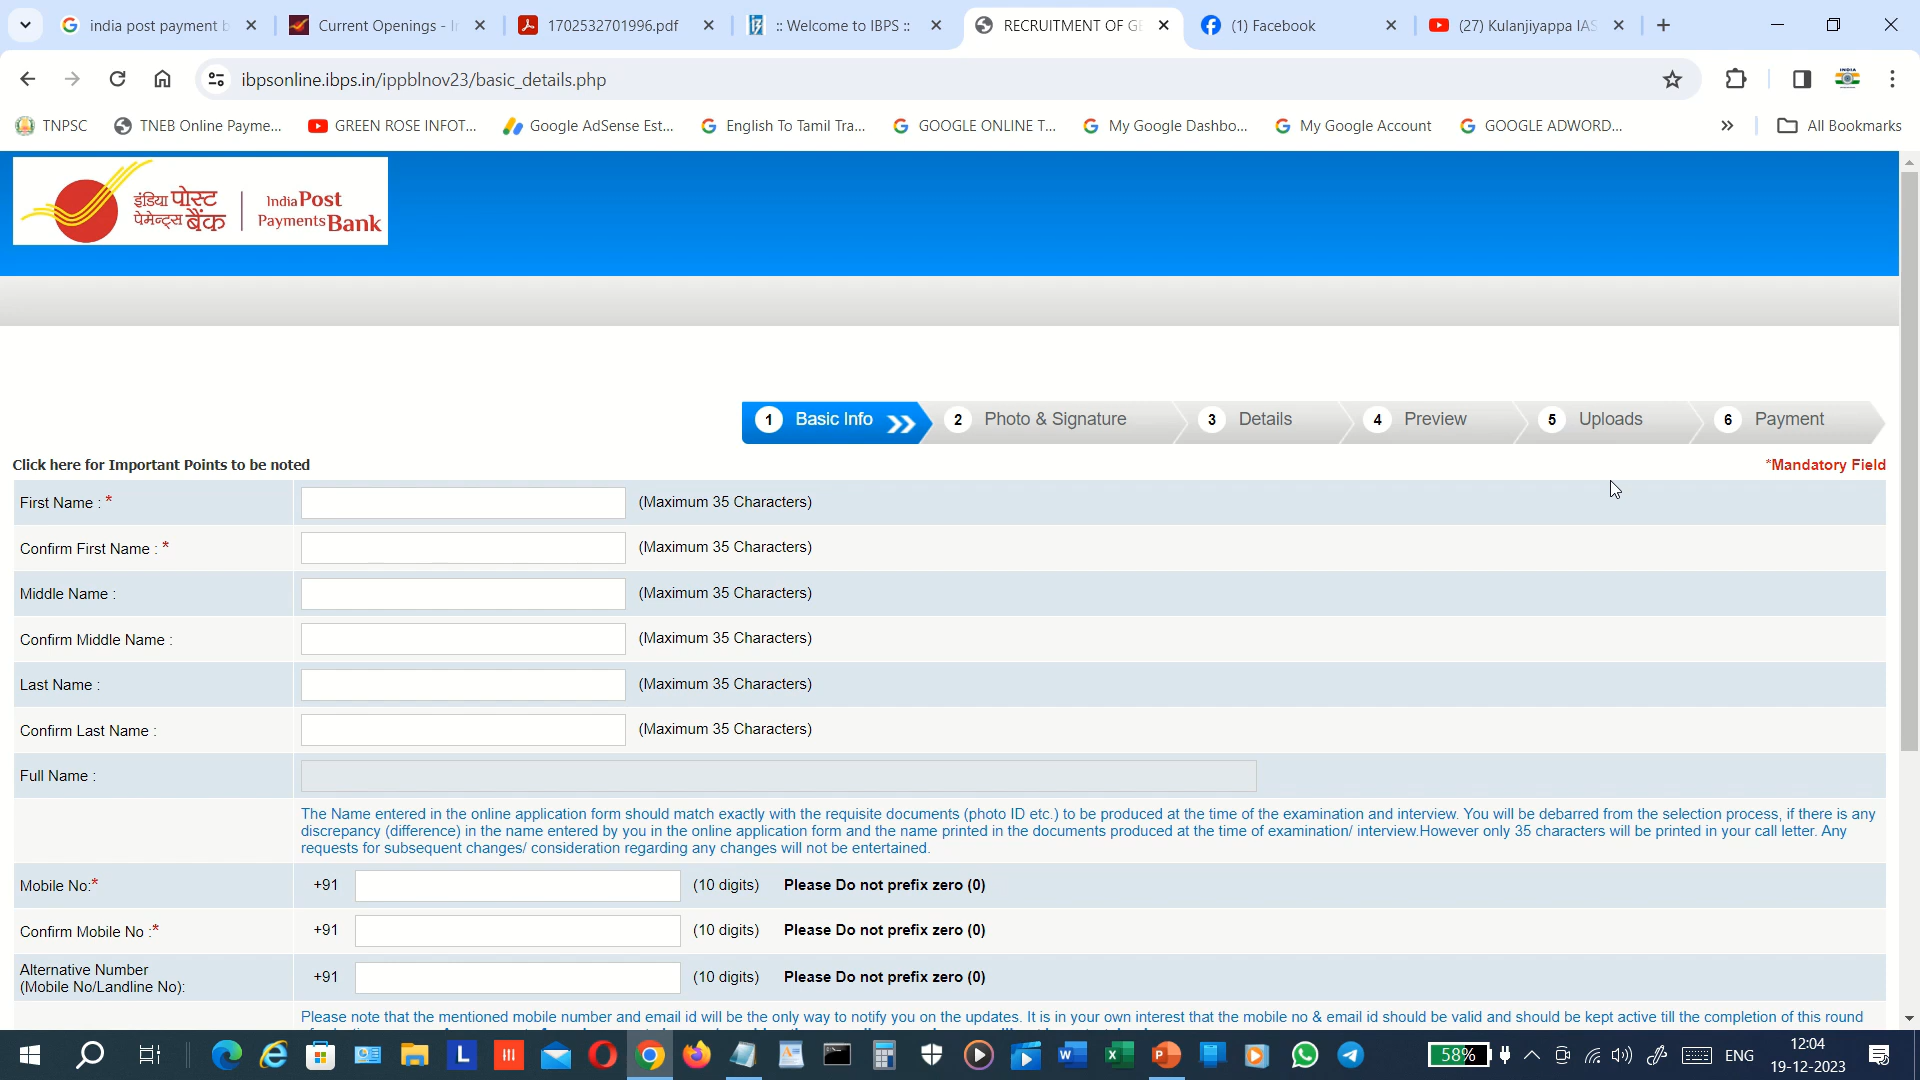 india post payment b
Current Openings - I
1702532701996.pdf
:: Welcome to IBPS ::
RECRUITMENT OF GE
(1) Facebook
(27) Kulanjiyappa IAS
ibpsonline.ibps.in/ippblnov23/basic_details.php
TNPSC
TNEB Online Payme...
GREEN ROSE INFOT...
Google AdSense Est...
English To Tamil Tra...
GOOGLE ONLINE T...
My Google Dashbo...
My Google Account
GOOGLE ADWORD...
All Bookmarks
इंडिया पोस्ट
पेमेन्ट्स बैंक
India Post
Payments Bank
1 Basic Info
2 Photo & Signature
3 Details
4 Preview
5 Uploads
6 Payment
Click here for Important Points to be noted
*Mandatory Field
First Name : * (Maximum 35 Characters)
Confirm First Name : * (Maximum 35 Characters)
Middle Name : (Maximum 35 Characters)
Confirm Middle Name : (Maximum 35 Characters)
Last Name : (Maximum 35 Characters)
Confirm Last Name : (Maximum 35 Characters)
Full Name :
The Name entered in the online application form should match exactly with the requisite documents (photo ID etc.) to be produced at the time of the examination and interview. You will be debarred from the selection process, if there is any
discrepancy (difference) in the name entered by you in the online application form and the name printed in the documents produced at the time of examination/ interview.However only 35 characters will be printed in your call letter. Any
requests for subsequent changes/ consideration regarding any changes will not be entertained.
Mobile No:* +91 (10 digits) Please Do not prefix zero (0)
Confirm Mobile No :* +91 (10 digits) Please Do not prefix zero (0)
Alternative Number
(Mobile No/Landline No): +91 (10 digits) Please Do not prefix zero (0)
Please note that the mentioned mobile number and email id will be the only way to notify you on the updates. It is in your own interest that the mobile no & email id should be valid and should be kept active till the completion of this round
58%
ENG
12:04
19-12-2023